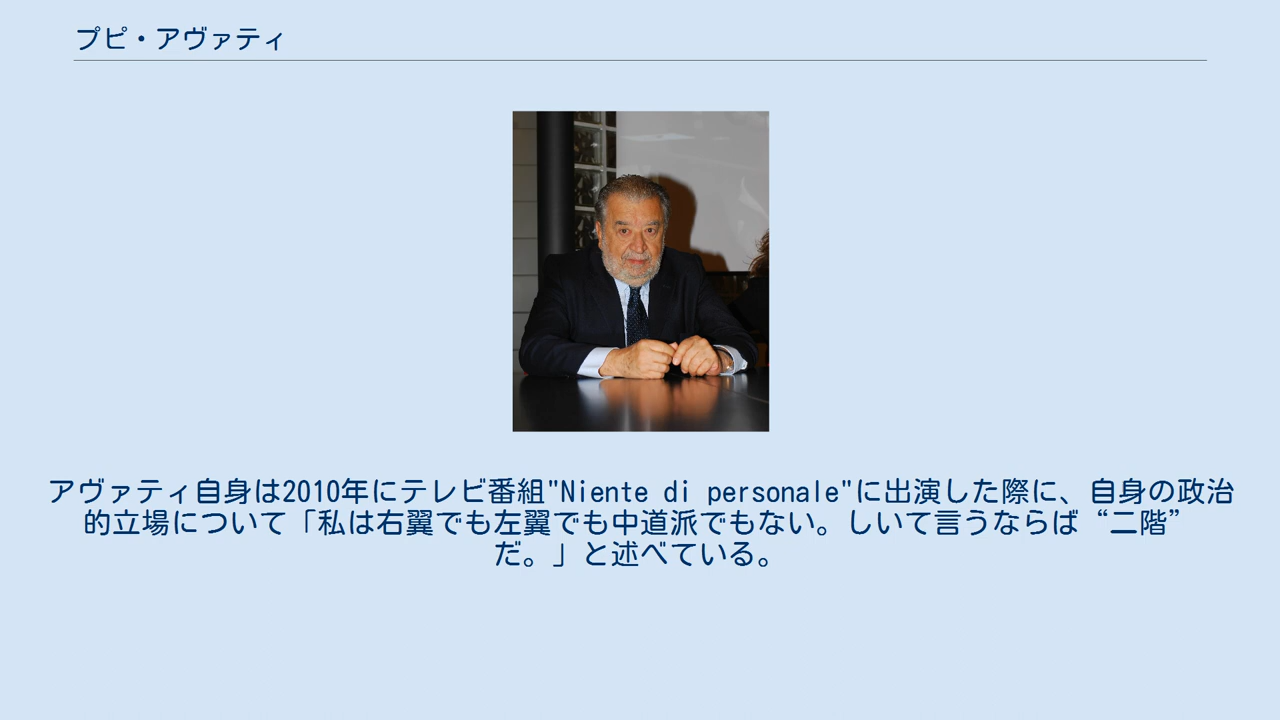 プピ・アヴァティ
アヴァティ自身は2010年にテレビ番組"Niente di personale"に出演した際に、自身の政治
的立場について「私は右翼でも左翼でも中道派でもない。しいて言うならば“二階”
だ。」と述べている。